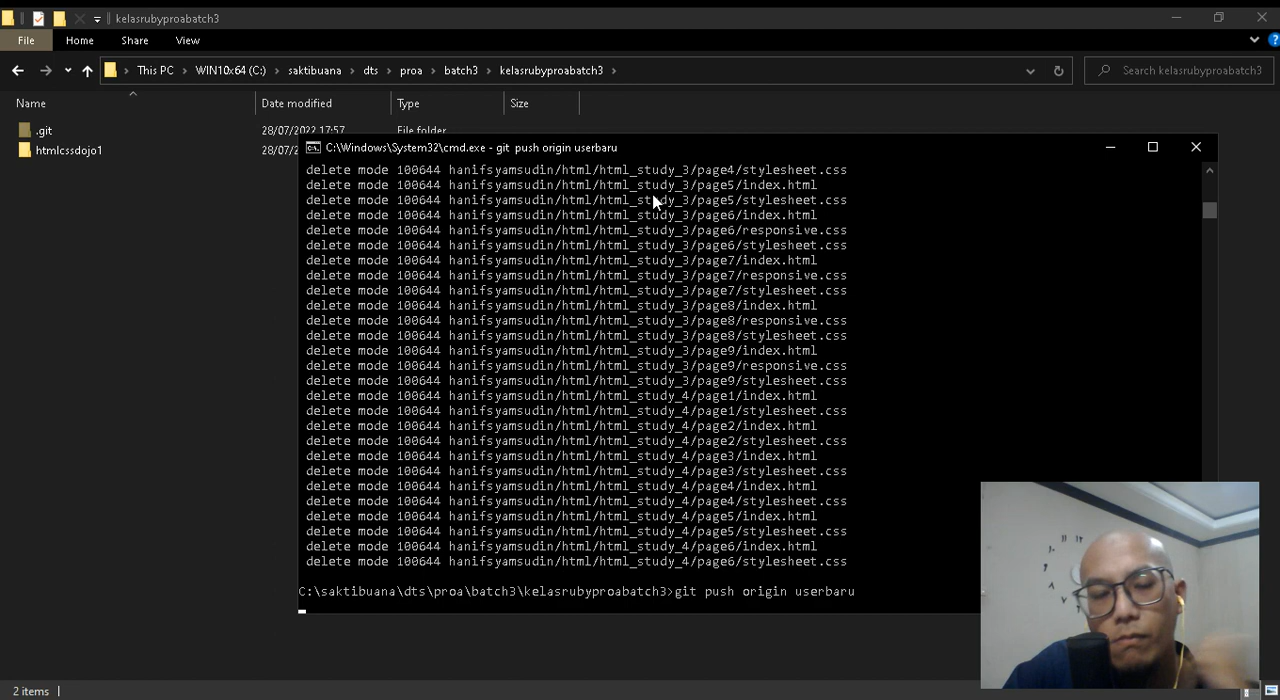 kelasrubyproabatch3
File Home Share View
This PC WIN10x64 (C:) saktibuana dts proa batch3 kelasrubyproabatch3
Search kelasrubyproabatch3
Name Date modified Type Size
.git 28/07/2022 17:57 File folder
htmlcssdojo1 28/07/2
C:\Windows\System32\cmd.exe - git push origin userbaru
delete mode 100644 hanifsyamsudin/html/html_study_3/page4/stylesheet.css
delete mode 100644 hanifsyamsudin/html/html_study_3/page5/index.html
delete mode 100644 hanifsyamsudin/html/html_study_3/page5/stylesheet.css
delete mode 100644 hanifsyamsudin/html/html_study_3/page6/index.html
delete mode 100644 hanifsyamsudin/html/html_study_3/page6/responsive.css
delete mode 100644 hanifsyamsudin/html/html_study_3/page6/stylesheet.css
delete mode 100644 hanifsyamsudin/html/html_study_3/page7/index.html
delete mode 100644 hanifsyamsudin/html/html_study_3/page7/responsive.css
delete mode 100644 hanifsyamsudin/html/html_study_3/page7/stylesheet.css
delete mode 100644 hanifsyamsudin/html/html_study_3/page8/index.html
delete mode 100644 hanifsyamsudin/html/html_study_3/page8/responsive.css
delete mode 100644 hanifsyamsudin/html/html_study_3/page8/stylesheet.css
delete mode 100644 hanifsyamsudin/html/html_study_3/page9/index.html
delete mode 100644 hanifsyamsudin/html/html_study_3/page9/responsive.css
delete mode 100644 hanifsyamsudin/html/html_study_3/page9/stylesheet.css
delete mode 100644 hanifsyamsudin/html/html_study_4/page1/index.html
delete mode 100644 hanifsyamsudin/html/html_study_4/page1/stylesheet.css
delete mode 100644 hanifsyamsudin/html/html_study_4/page2/index.html
delete mode 100644 hanifsyamsudin/html/html_study_4/page2/stylesheet.css
delete mode 100644 hanifsyamsudin/html/html_study_4/page3/index.html
delete mode 100644 hanifsyamsudin/html/html_study_4/page3/stylesheet.css
delete mode 100644 hanifsyamsudin/html/html_study_4/page4/index.html
delete mode 100644 hanifsyamsudin/html/html_study_4/page4/stylesheet.css
delete mode 100644 hanifsyamsudin/html/html_study_4/page5/index.html
delete mode 100644 hanifsyamsudin/html/html_study_4/page5/stylesheet.css
delete mode 100644 hanifsyamsudin/html/html_study_4/page6/index.html
delete mode 100644 hanifsyamsudin/html/html_study_4/page6/stylesheet.css
C:\saktibuana\dts\proa\batch3\kelasrubyproabatch3>git push origin userbaru
2 items